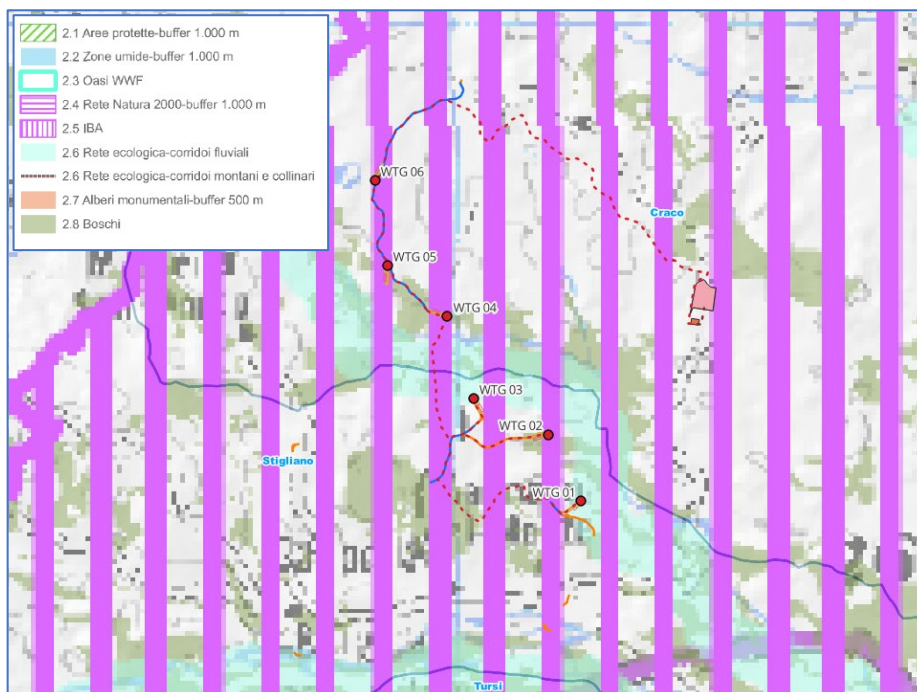 2.1 Aree protette-buffer 1.000 m
2.2 Zone umide-buffer 1.000 m
2.3 Oasi WWF
2.4 Rete Natura 2000-buffer 1.000 m
2.5 IBA
2.6 Rete ecologica-corridoi fluviali
2.6 Rete ecologica-corridoi montani e collinari
2.7 Alberi monumentali-buffer 500 m
2.8 Boschi
WTG 06
Craco
WTG 05
WTG 04
WTG 03
WTG 02
Stigliano
WTG 01
Tursi